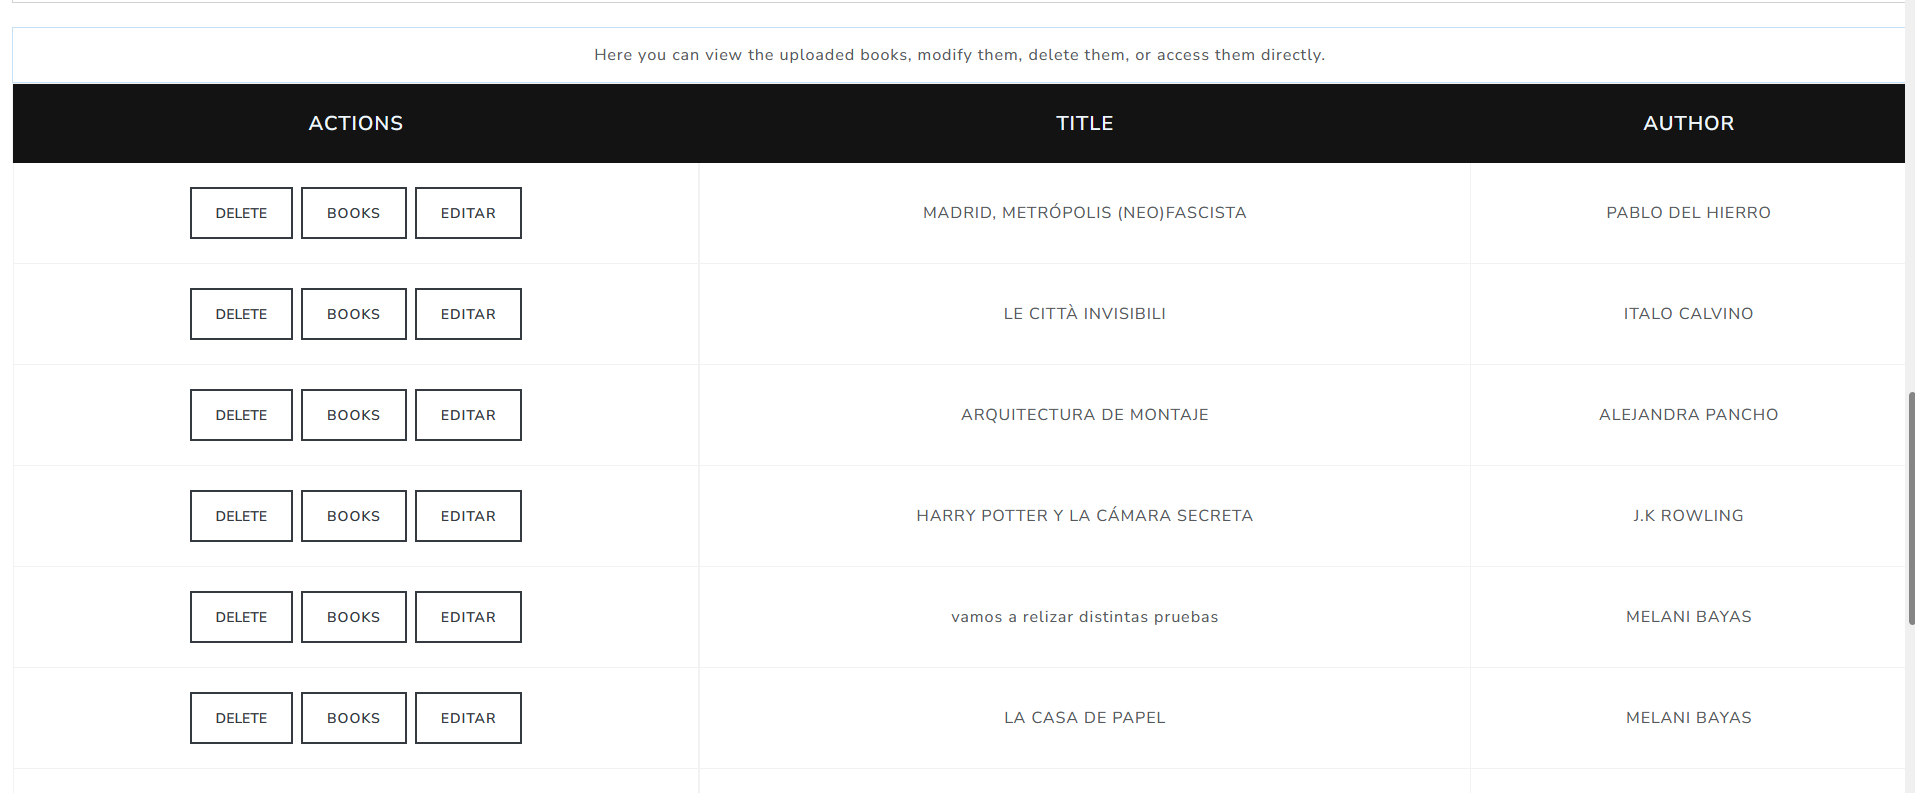 Here you can view the uploaded books, modify them, delete them, or access them directly.
ACTIONS TITLE AUTHOR
DELETE BOOKS EDITAR MADRID, METRÓPOLIS (NEO)FASCISTA PABLO DEL HIERRO
DELETE BOOKS EDITAR LE CITTÀ INVISIBILI ITALO CALVINO
DELETE BOOKS EDITAR ARQUITECTURA DE MONTAJE ALEJANDRA PANCHO
DELETE BOOKS EDITAR HARRY POTTER Y LA CÁMARA SECRETA J.K ROWLING
DELETE BOOKS EDITAR vamos a relizar distintas pruebas MELANI BAYAS
DELETE BOOKS EDITAR LA CASA DE PAPEL MELANI BAYAS